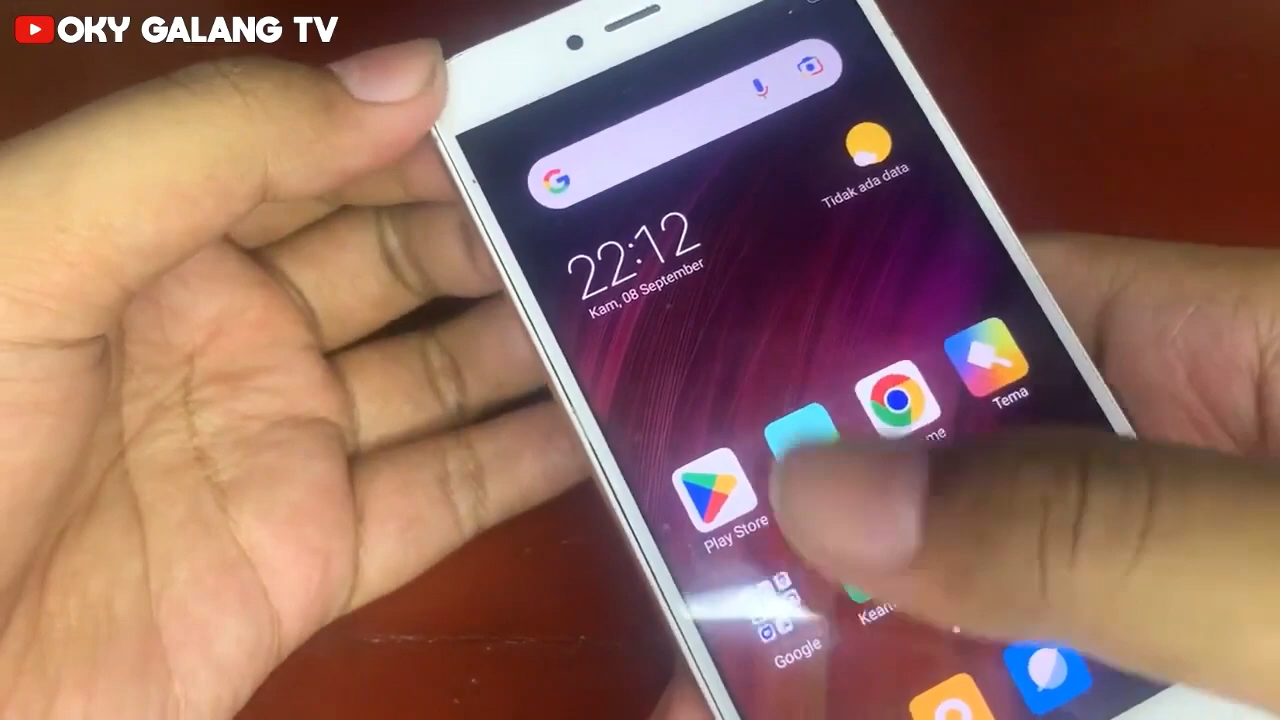 OKY GALANG TV
Tidak ada data
22:12
Kam, 08 September
Tema
Play Store
Google